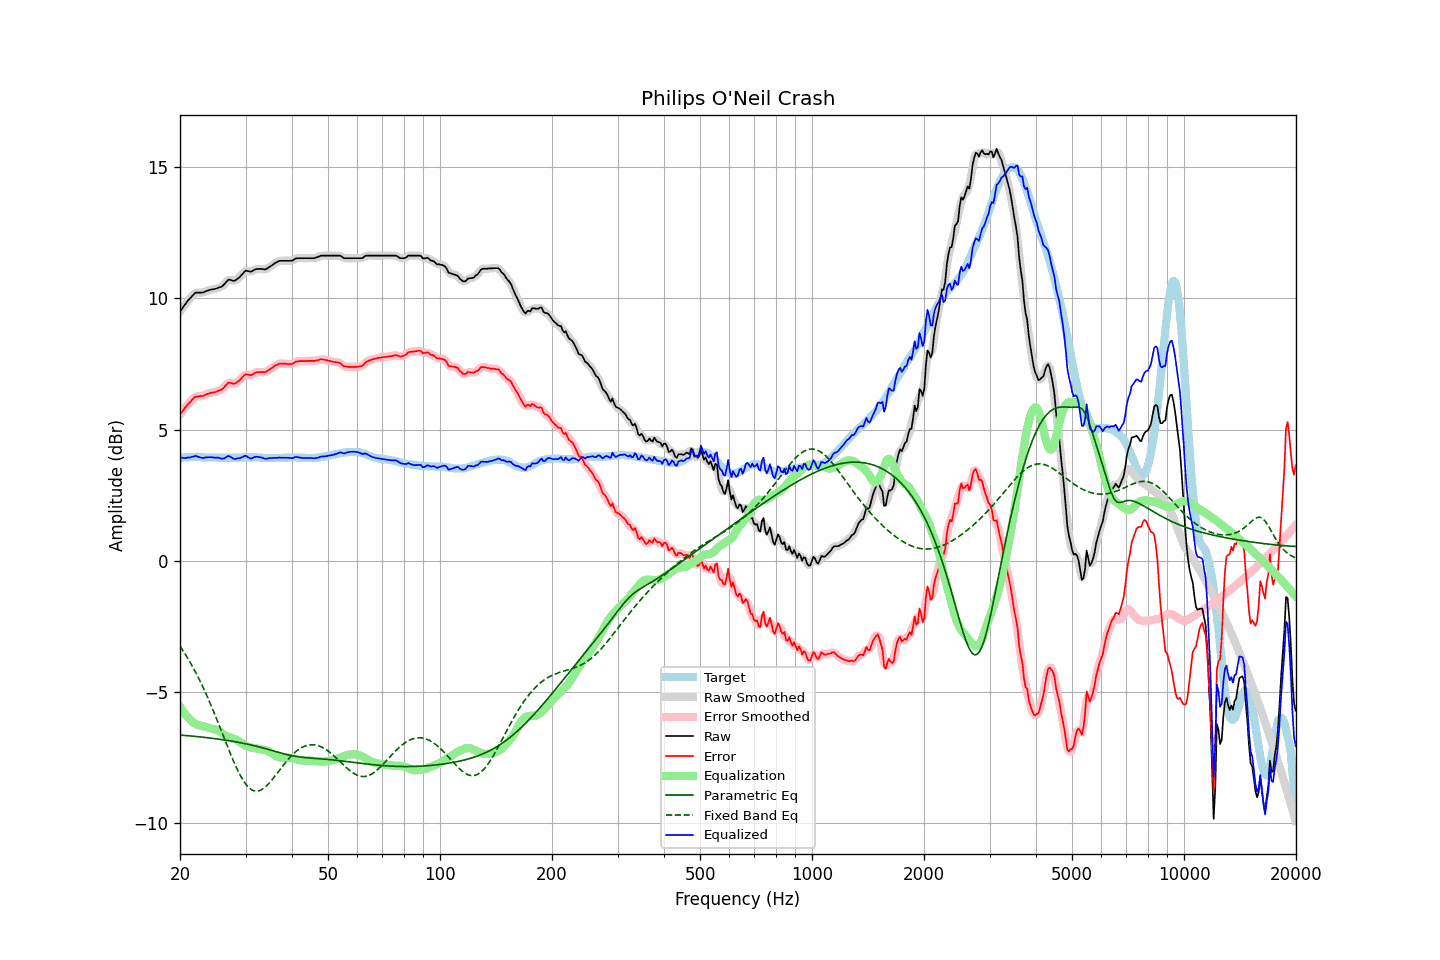 Philips O'Neil Crash
Amplitude (dBr)
15
10
5
0
−5
−10
Target
Raw Smoothed
Error Smoothed
Raw
Error
Equalization
Parametric Eq
Fixed Band Eq
Equalized
20
50
100
200
500
1000
2000
5000
10000
20000
Frequency (Hz)